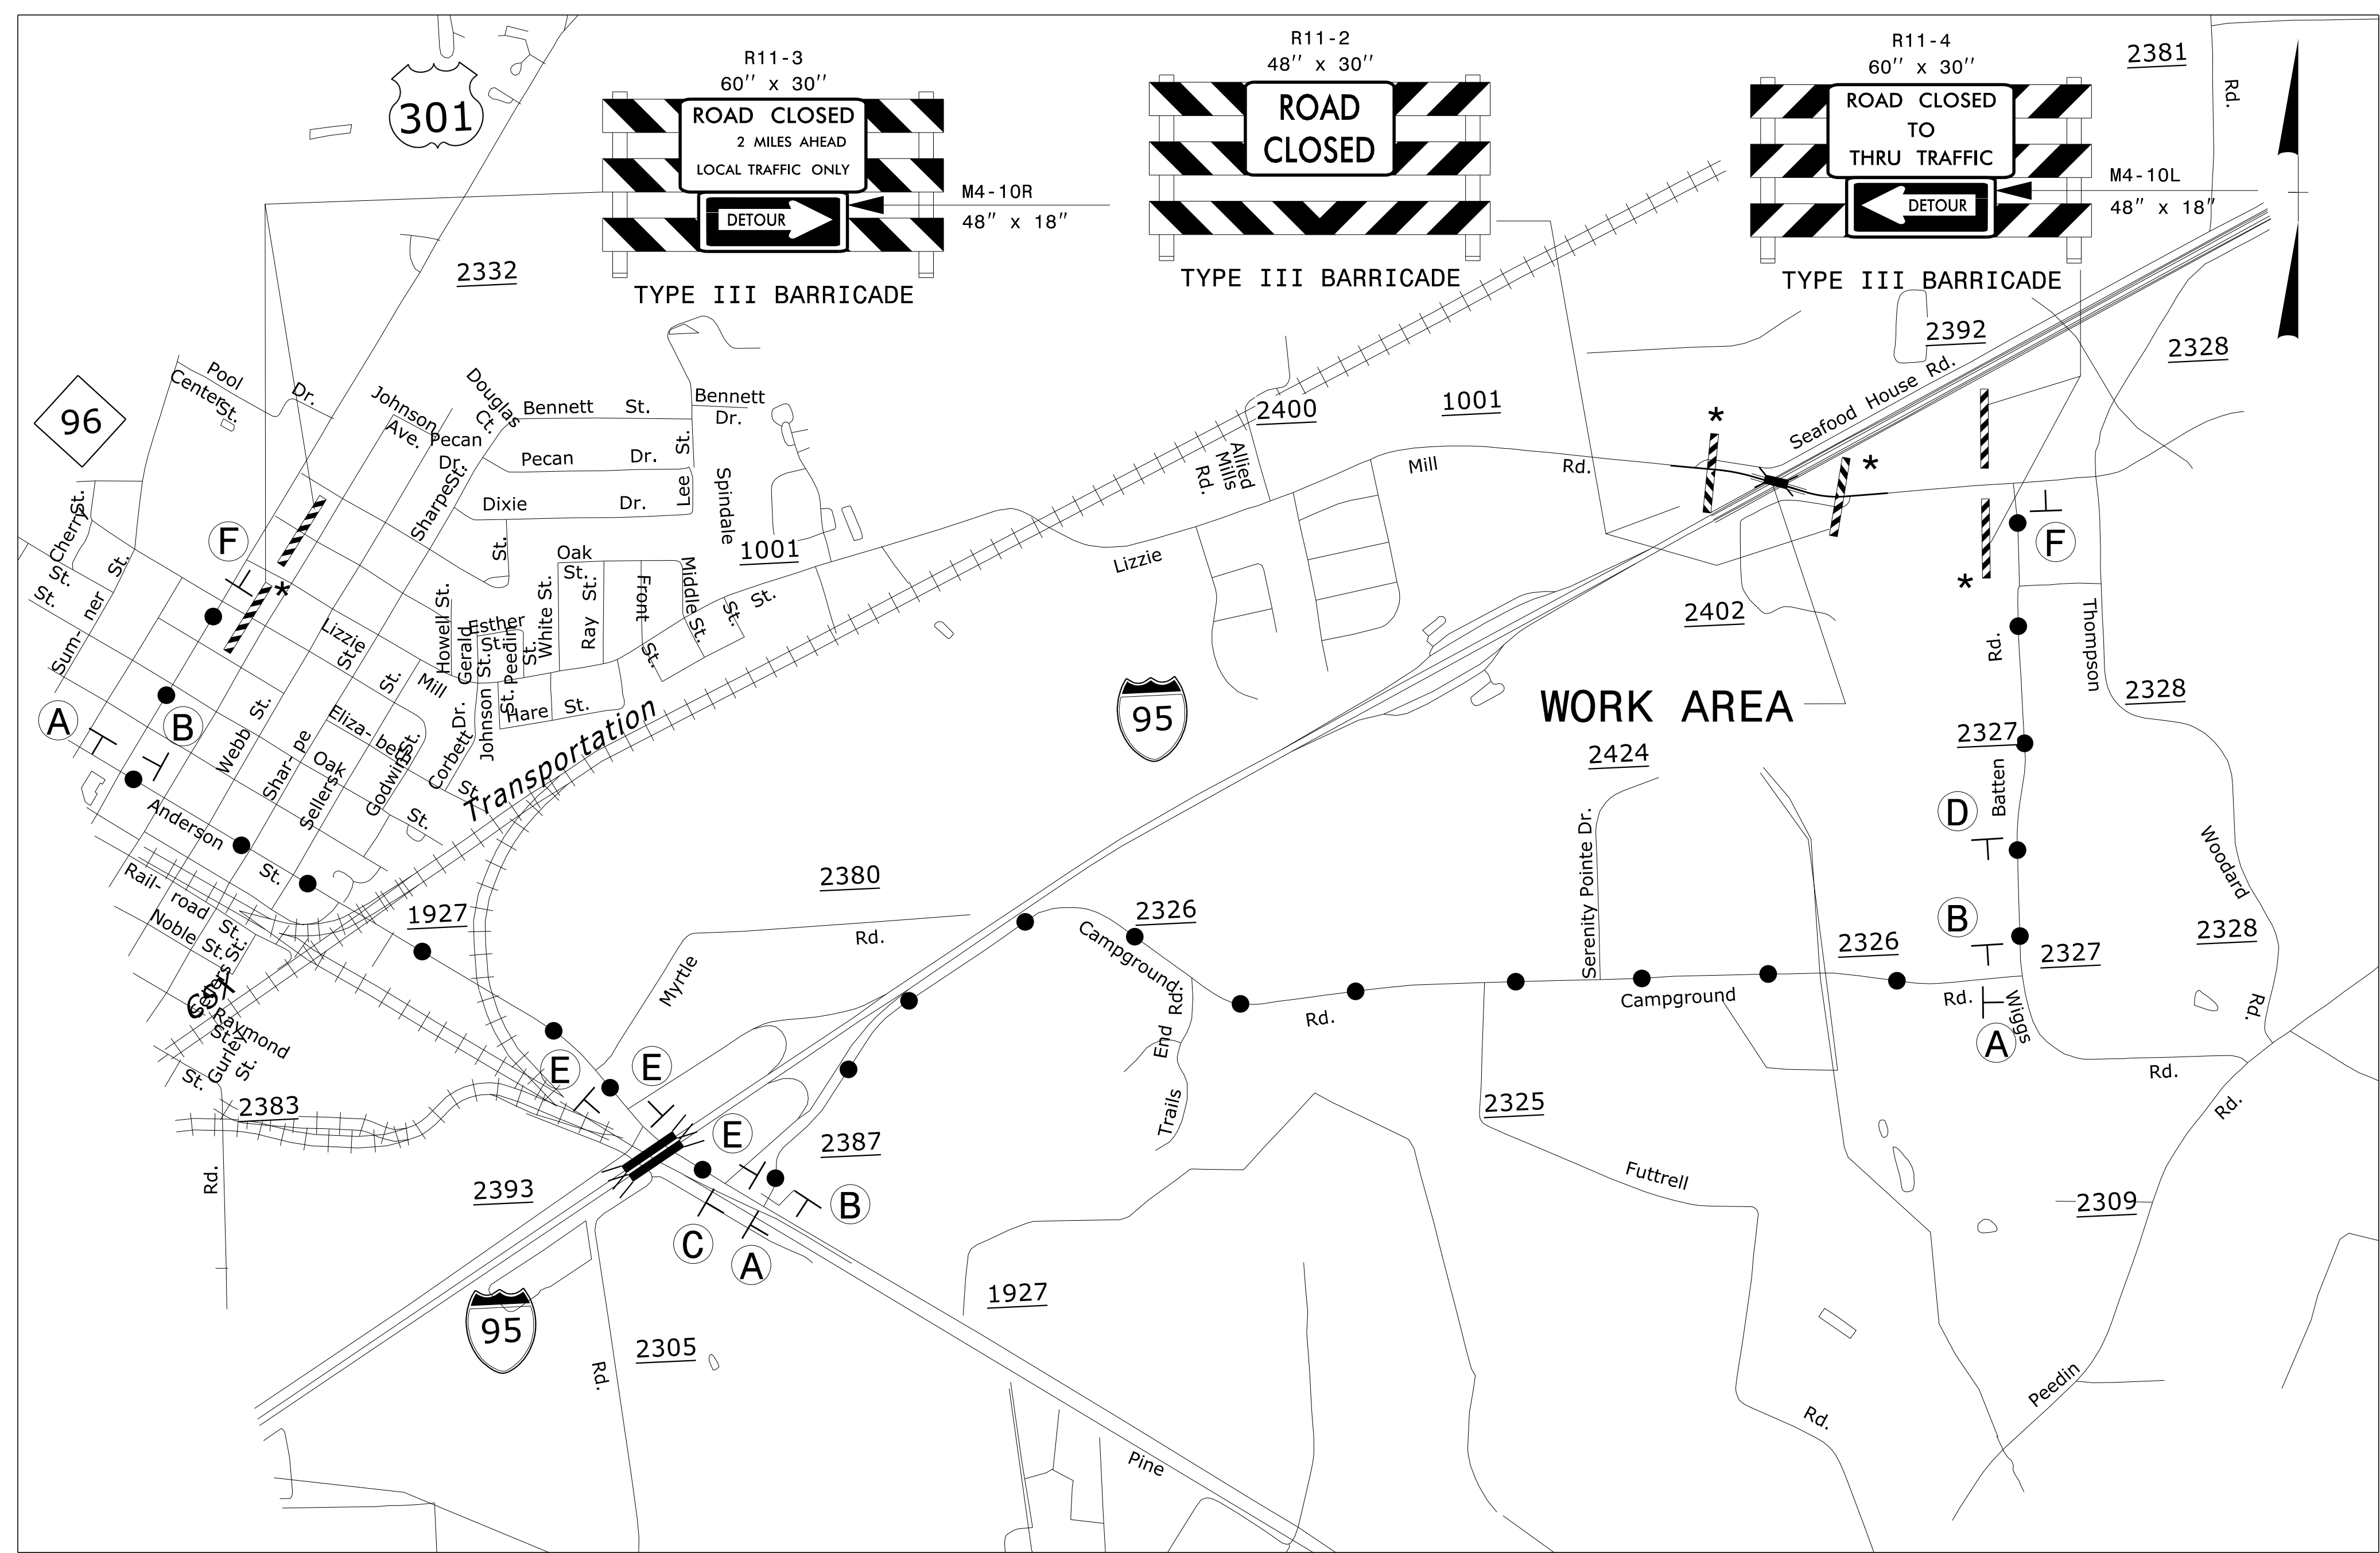 R11-3
60" x 30"
ROAD CLOSED
2 MILES AHEAD
LOCAL TRAFFIC ONLY
DETOUR
M4-10R
48" x 18"
TYPE III BARRICADE
R11-2
48" x 30"
ROAD
CLOSED
TYPE III BARRICADE
R11-4
60" x 30"
ROAD CLOSED
TO
THRU TRAFFIC
DETOUR
M4-10L
48" x 18"
TYPE III BARRICADE
2381
Rd.
301
2332
2392
2328
96
Pool
Dr.
Center
St.
Johnson
Ave.
Douglas
Ct.
Pecan
Dr.
Bennett St.
Bennett
Dr.
Pecan Dr.
St.
Lee
Dixie Dr.
Spindale
Sharpe
St.
St.
2400
1001
Allied
Mills
Rd.
Mill
Rd.
Seafood House Rd.
*
*
*
*
1001
Lizzie
F
F
Cherry
St.
St.
St.
Sum-
ner
St.
Oak
St.
White St.
Ray St.
Front
St.
Middle
St.
St.
St.
Howell St.
Gerald
Dr.
Esther
St.
Peedin
St.
Johnson
St.
St.
Hare St.
Corbett
Lizzie
St.
Mill
St.
Eliza-
beth
St.
Godwin
Oak
St.
St.
Webb St.
Shar-
pe
Ste
Sellers
Transportation
A
B
Anderson
St.
Rail-
road
St.
Noble St.
Sellers St.
CSX
Raymond
St.
Gurley
St.
St.
2383
Rd.
1927
2380
Myrtle
Rd.
95
WORK AREA
2402
2424
Rd.
Thompson
2327
2328
Batten
D
B
Woodard
2328
Rd.
2326
Campground
Rd.
Serenity Pointe Dr.
2326
Campground
Rd.
2327
A
Wiggs
Rd.
Trails
End
Rd.
E
E
E
2387
B
C
A
2393
2325
Futtrell
Rd.
2309
Rd.
Peedin
95
2305
Rd.
1927
Pine